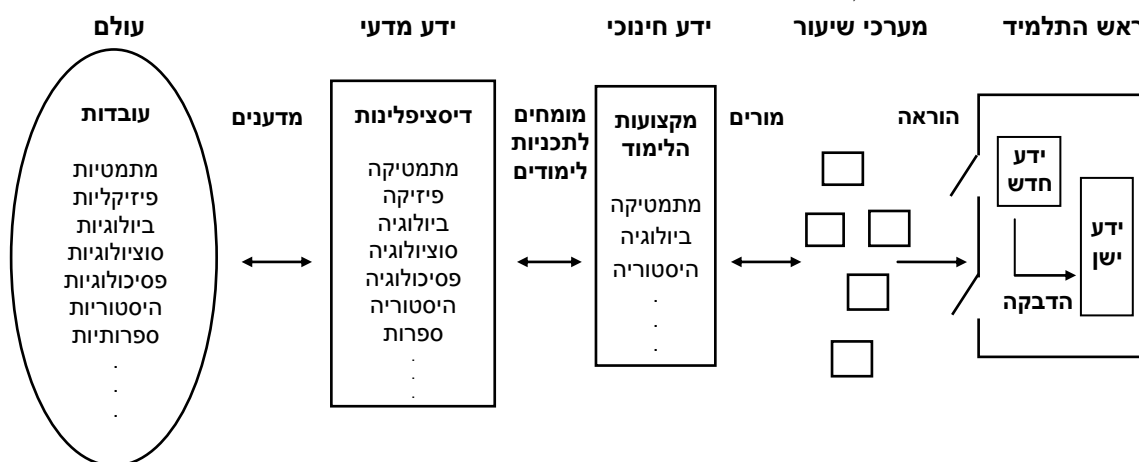 עולם
עובדות
מתמטיות
פיזיקליות
ביולוגיות
סוציולוגיות
פסיכולוגיות
היסטוריות
ספרותיות
.
.
.
מדענים
ידע מדעי
דיסציפלינות
מתמטיקה
פיזיקה
ביולוגיה
סוציולוגיה
פסיכולוגיה
היסטוריה
ספרות
.
.
.
מומחים
לתכניות
לימודים
ידע חינוכי
מקצועות
הלימוד
מתמטיקה
ביולוגיה
היסטוריה
.
.
.
מורים
מערכי שיעור
הוראה
ראש התלמיד
ידע
חדש
ידע
ישן
הדבקה